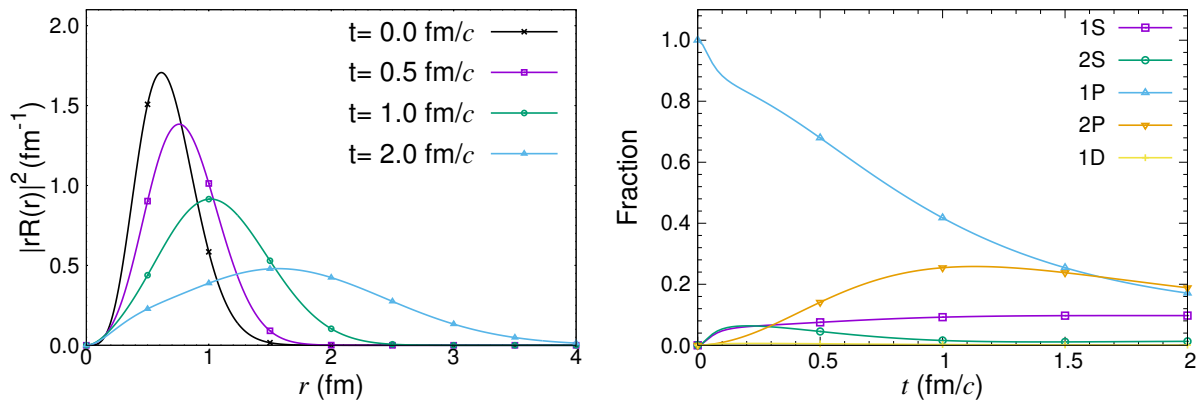 |rR(r)|² (fm⁻¹)
2.0
1.5
1.0
0.5
0.0
t= 0.0 fm/c
t= 0.5 fm/c
t= 1.0 fm/c
t= 2.0 fm/c
0 1 2 3 4
r (fm)
Fraction
1.0
0.8
0.6
0.4
0.2
0.0
1S
2S
1P
2P
1D
0 0.5 1 1.5 2
t (fm/c)